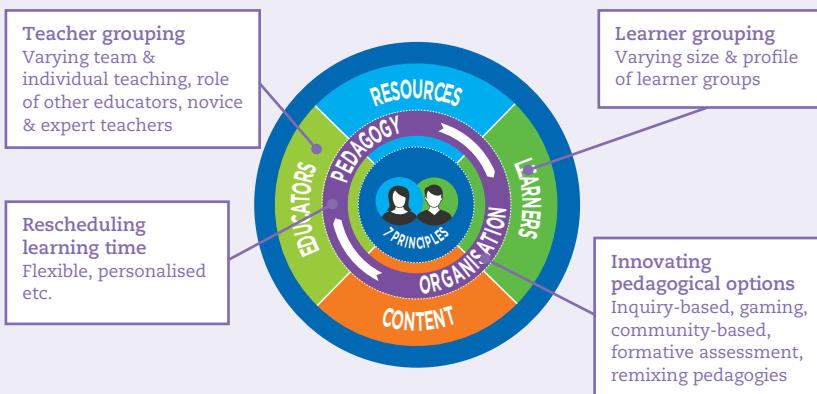 Teacher grouping
Varying team &
individual teaching, role
of other educators, novice
& expert teachers
Learner grouping
Varying size & profile
of learner groups
RESOURCES
PEDAGOGY
EDUCATORS
LEARNERS
7 PRINCIPLES
ORGANISATION
CONTENT
Rescheduling
learning time
Flexible, personalised
etc.
Innovating
pedagogical options
Inquiry-based, gaming,
community-based,
formative assessment,
remixing pedagogies